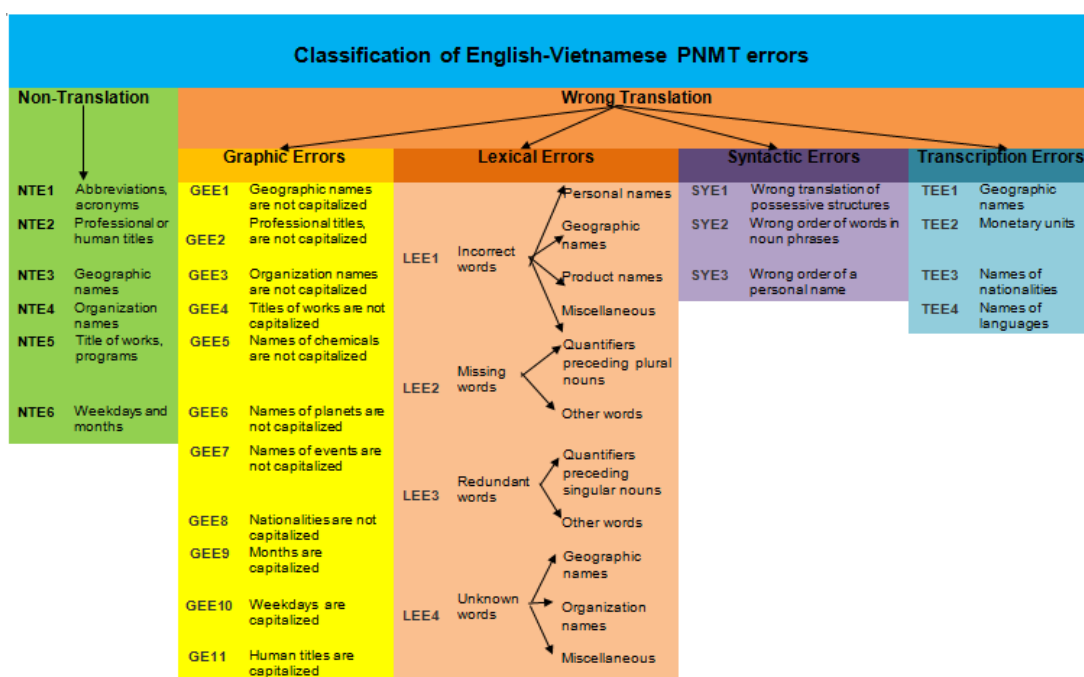 Classification of English-Vietnamese PNMT errors
Non-Translation
Wrong Translation
Graphic Errors
Lexical Errors
Syntactic Errors
Transcription Errors
NTE1 Abbreviations,
acronyms
NTE2 Professional or
human titles
NTE3 Geographic
names
NTE4 Organization
names
NTE5 Title of works,
programs
NTE6 Weekdays and
months
GEE1 Geographic names
are not capitalized
GEE2 Professional titles,
are not capitalized
GEE3 Organization names
are not capitalized
GEE4 Titles of works are not
capitalized
GEE5 Names of chemicals
are not capitalized
GEE6 Names of planets are
not capitalized
GEE7 Names of events are
not capitalized
GEE8 Nationalities are not
capitalized
GEE9 Months are
capitalized
GEE10 Weekdays are
capitalized
GE11 Human titles are
capitalized
LEE1 Incorrect
words
Personal names
Geographic
names
Product names
Miscellaneous
LEE2 Missing
words
Quantifiers
preceding plural
nouns
Other words
LEE3 Redundant
words
Quantifiers
preceding
singular nouns
Other words
LEE4 Unknown
words
Geographic
names
Organization
names
Miscellaneous
SYE1 Wrong translation of
possessive structures
SYE2 Wrong order of words in
noun phrases
SYE3 Wrong order of a
personal name
TEE1 Geographic
names
TEE2 Monetary units
TEE3 Names of
nationalities
TEE4 Names of
languages